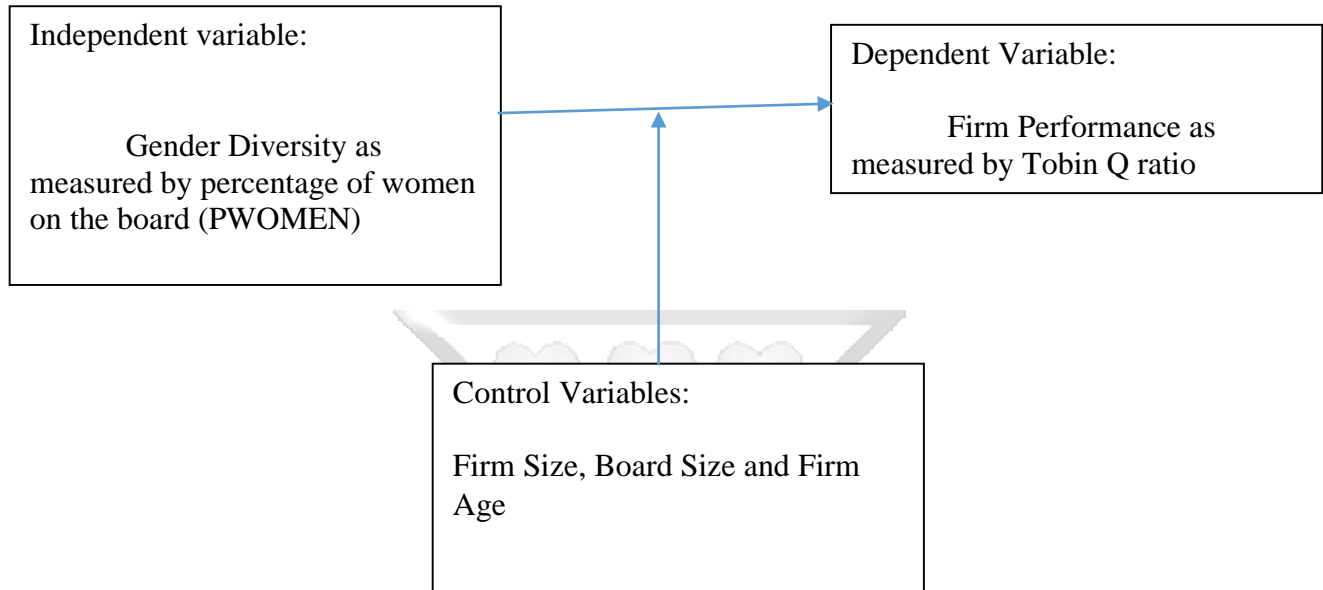 Independent variable:
Gender Diversity as
measured by percentage of women
on the board (PWOMEN)
Dependent Variable:
Firm Performance as
measured by Tobin Q ratio
Control Variables:
Firm Size, Board Size and Firm
Age